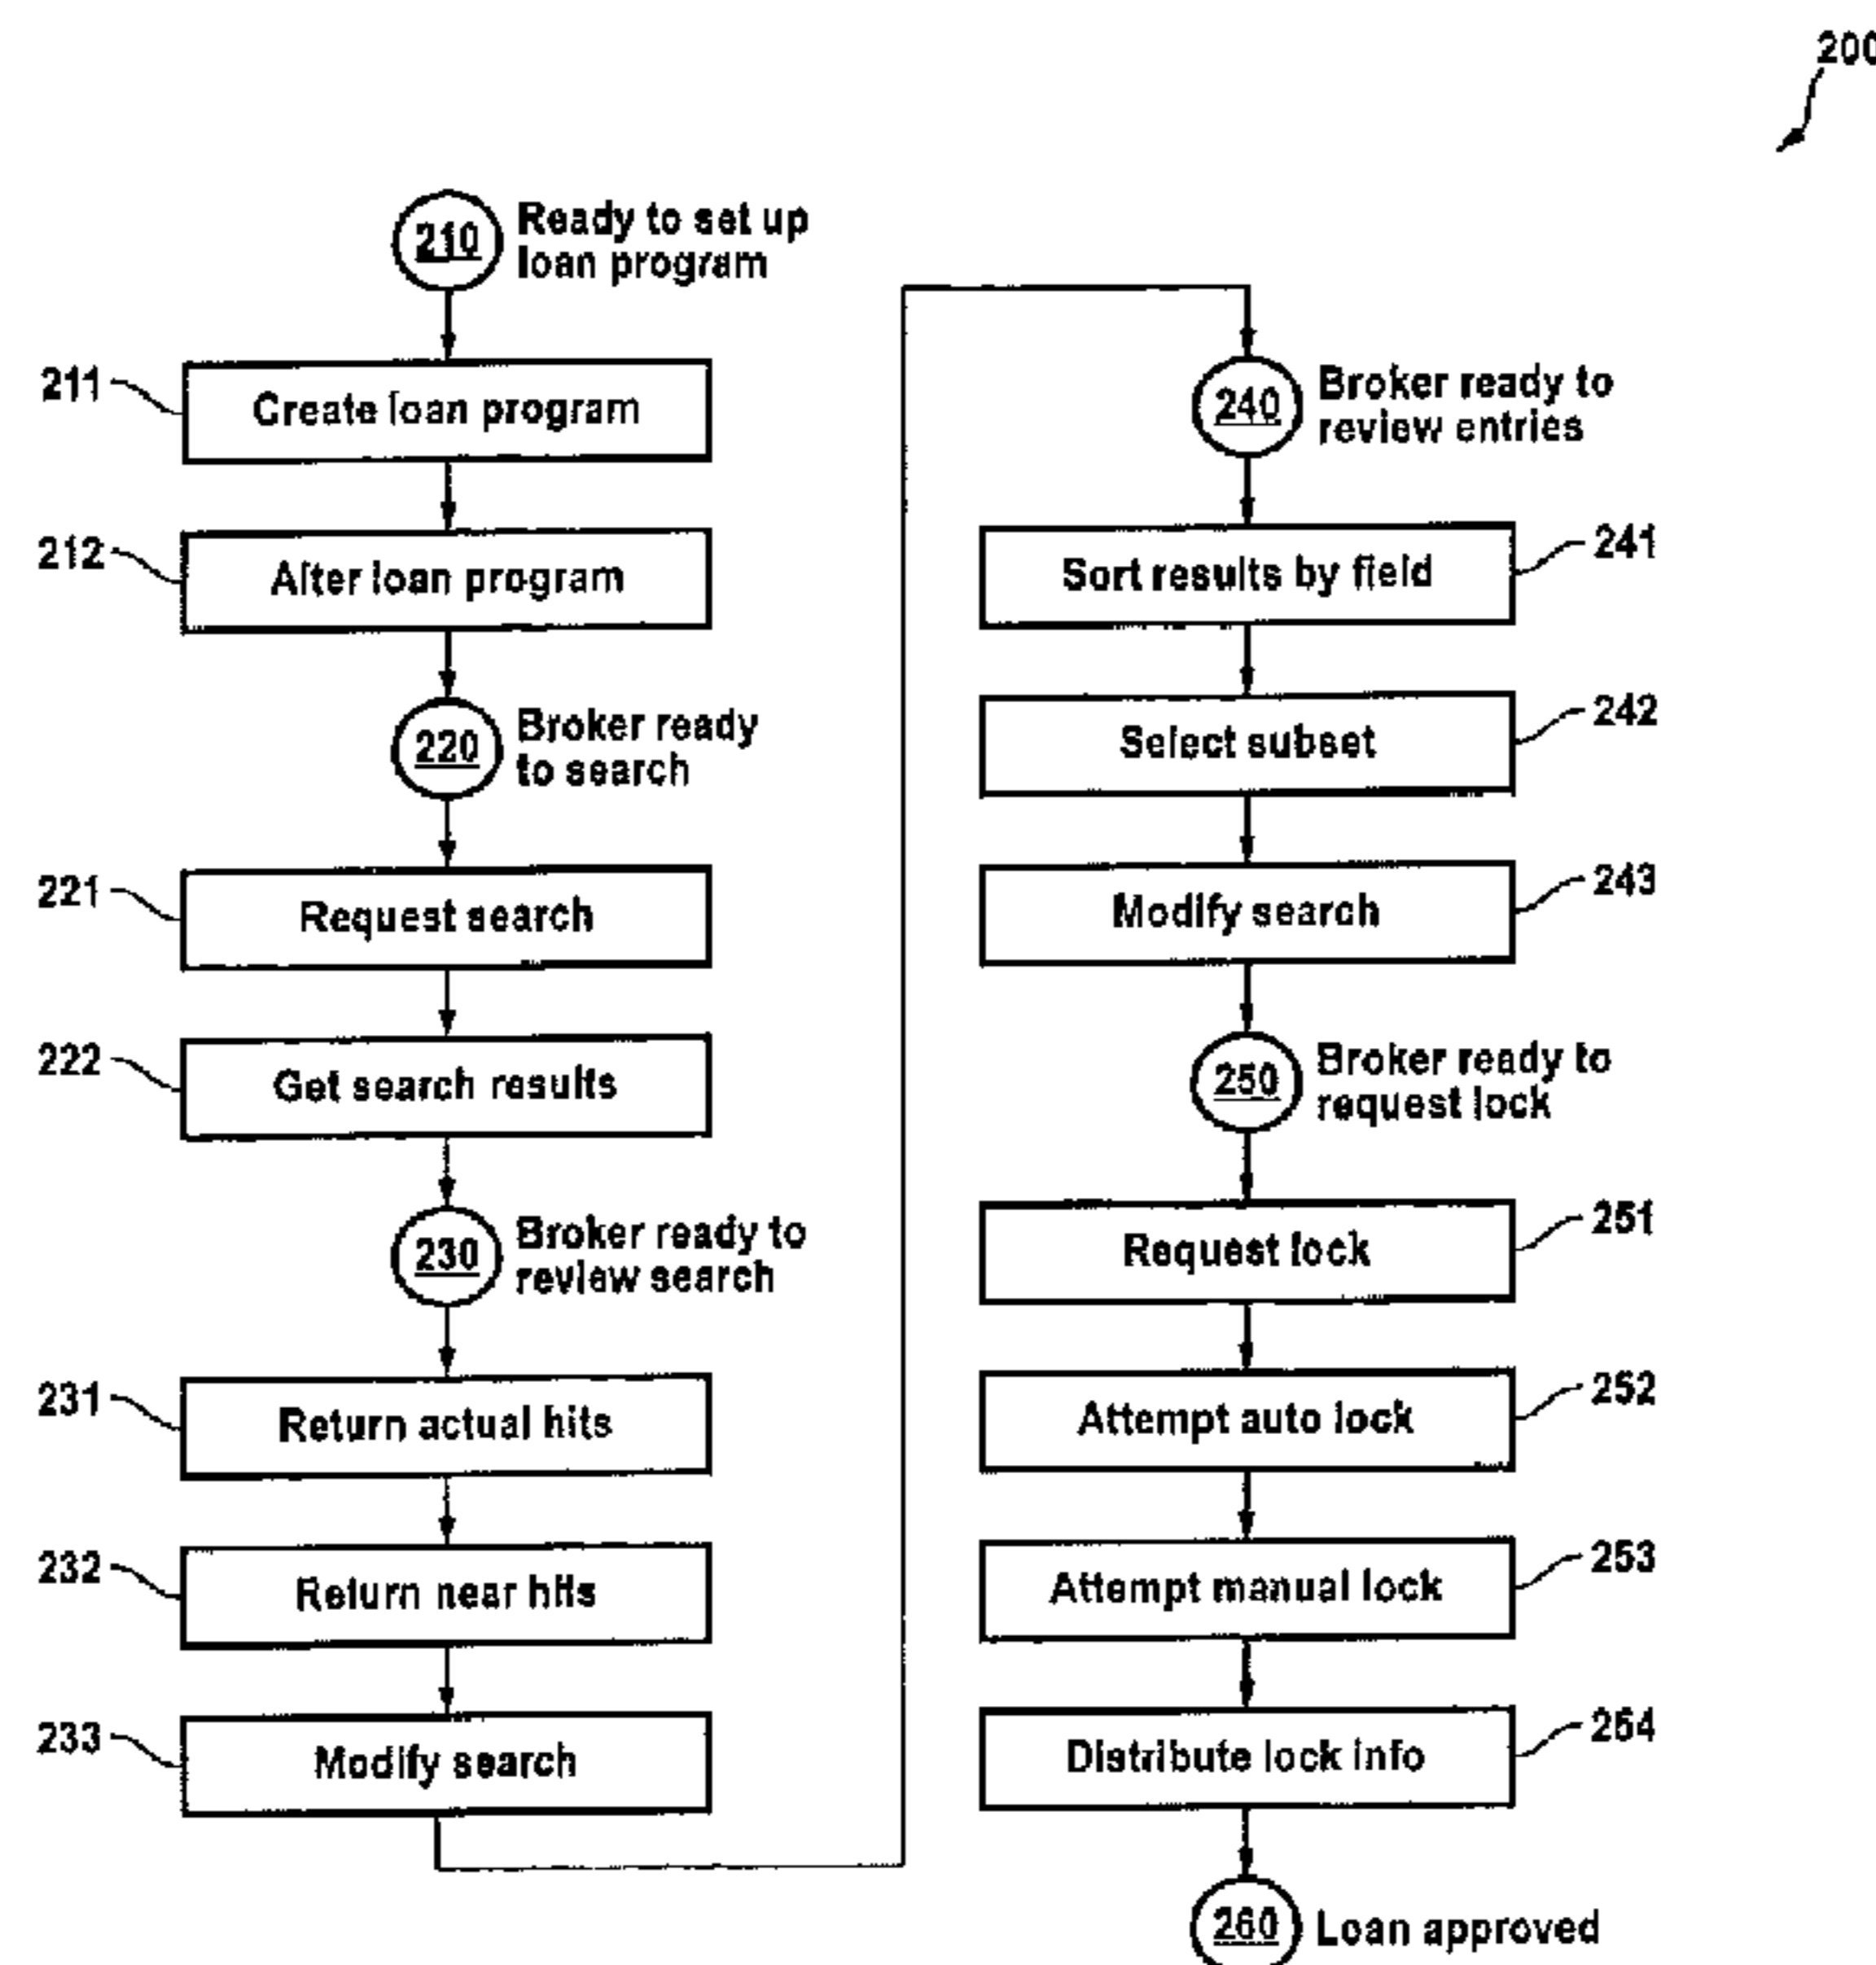 200
210
Ready to set up
loan program
211
Create loan program
212
Alter loan program
220
Broker ready
to search
221
Request search
222
Get search results
230
Broker ready to
review search
231
Return actual hits
232
Return near hits
233
Modify search
240
Broker ready to
review entries
241
Sort results by field
242
Select subset
243
Modify search
250
Broker ready to
request lock
251
Request lock
252
Attempt auto lock
253
Attempt manual lock
254
Distribute lock info
260
Loan approved